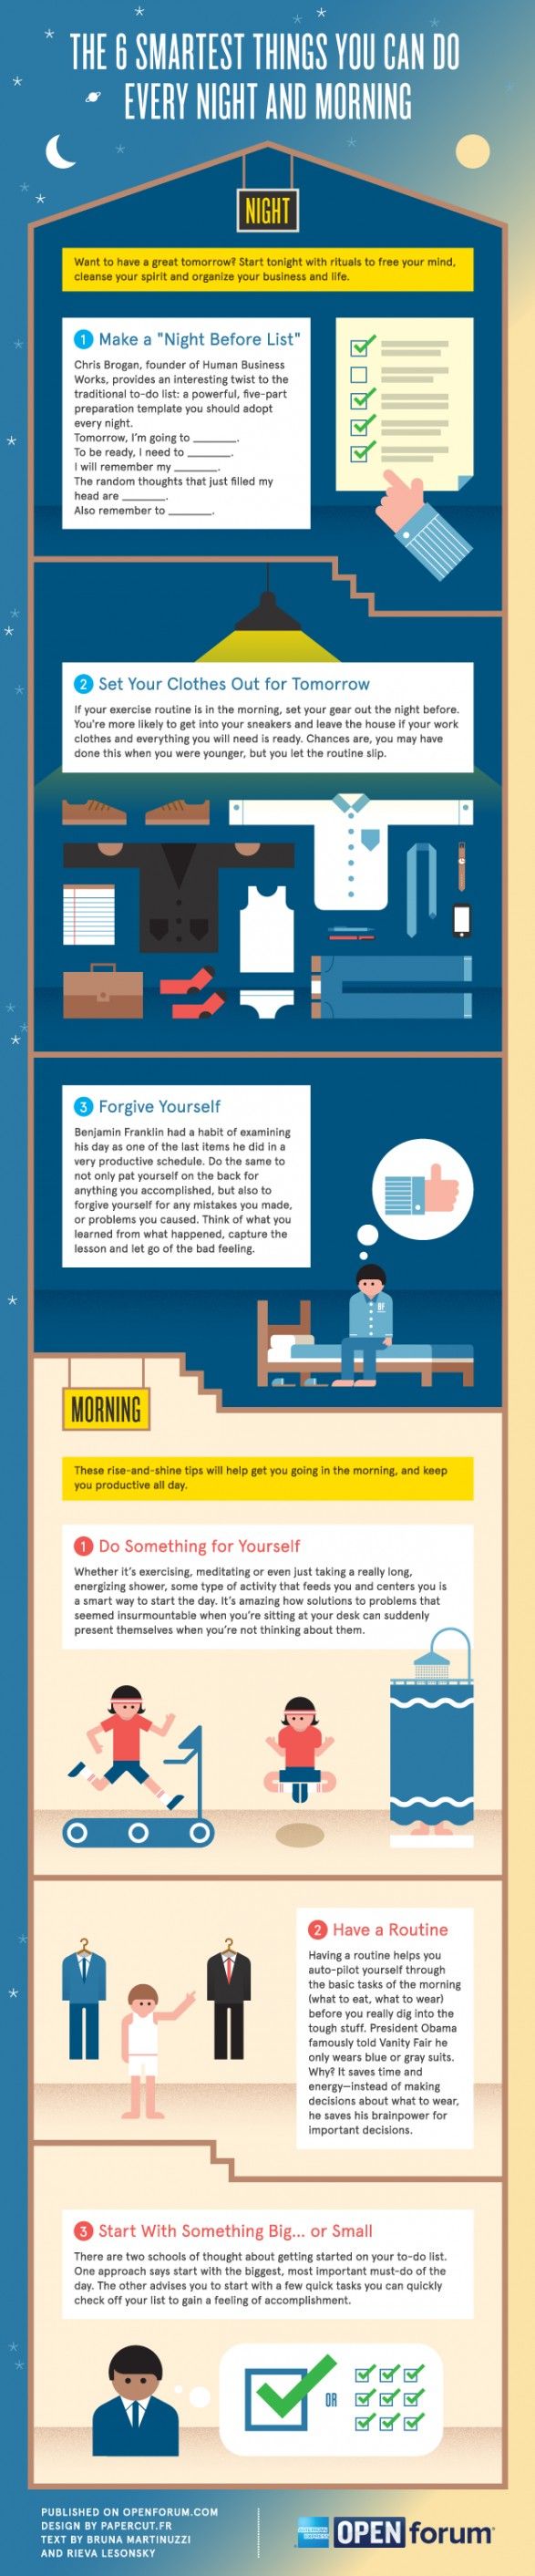 THE 6 SMARTEST THINGS YOU CAN DO
EVERY NIGHT AND MORNING
NIGHT
Want to have a great tomorrow? Start tonight with rituals to free your mind,
cleanse your spirit and organize your business and life.
1 Make a "Night Before List"
Chris Brogan, founder of Human Business
Works, provides an interesting twist to the
traditional to-do list: a powerful, five-part
preparation template you should adopt
every night.
Tomorrow, I'm going to ______.
To be ready, I need to ______.
I will remember my ______.
The random thoughts that just filled my
head are ______.
Also remember to ______.
2 Set Your Clothes Out for Tomorrow
If your exercise routine is in the morning, set your gear out the night before.
You're more likely to get into your sneakers and leave the house if your work
clothes and everything you will need is ready. Chances are, you may have
done this when you were younger, but you let the routine slip.
3 Forgive Yourself
Benjamin Franklin had a habit of examining
his day as one of the last items he did in a
very productive schedule. Do the same to
not only pat yourself on the back for
anything you accomplished, but also to
forgive yourself for any mistakes you made,
or problems you caused. Think of what you
learned from what happened, capture the
lesson and let go of the bad feeling.
BF
MORNING
These rise-and-shine tips will help get you going in the morning, and keep
you productive all day.
1 Do Something for Yourself
Whether it's exercising, meditating or even just taking a really long,
energizing shower, some type of activity that feeds you and centers you is
a smart way to start the day. It's amazing how solutions to problems that
seemed insurmountable when you're sitting at your desk can suddenly
present themselves when you're not thinking about them.
2 Have a Routine
Having a routine helps you
auto-pilot yourself through
the basic tasks of the morning
(what to eat, what to wear)
before you really dig into the
tough stuff. President Obama
famously told Vanity Fair he
only wears blue or gray suits.
Why? It saves time and
energy—instead of making
decisions about what to wear,
he saves his brainpower for
important decisions.
3 Start With Something Big... or Small
There are two schools of thought about getting started on your to-do list.
One approach says start with the biggest, most important must-do of the
day. The other advises you to start with a few quick tasks you can quickly
check off your list to gain a feeling of accomplishment.
OR
PUBLISHED ON OPENFORUM.COM
DESIGN BY PAPERCUT.FR
TEXT BY BRUNA MARTINUZZI
AND RIEVA LESONSKY
AMERICAN EXPRESS OPEN forum